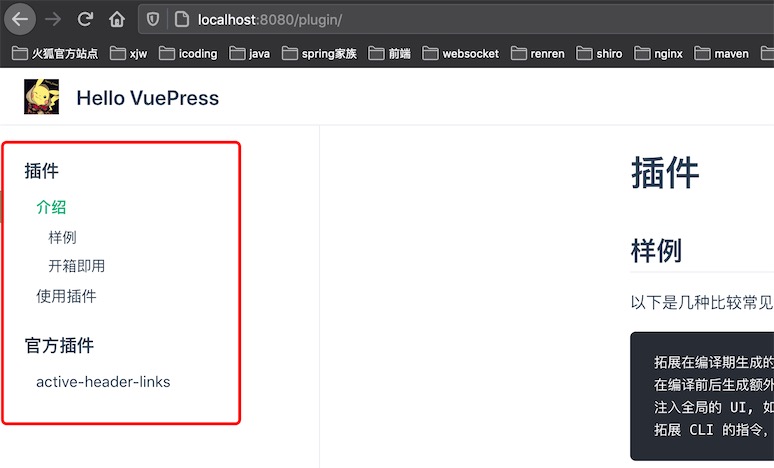 localhost:8080/plugin/
火狐官方站点 xjw icoding java spring家族 前端 websocket renren shiro nginx maven
Hello VuePress
插件
介绍
样例
开箱即用
使用插件
官方插件
active-header-links
插件
样例
以下是几种比较常见
拓展在编译期生成的
在编译前后生成额外
注入全局的 UI, 如
拓展 CLI 的指令,